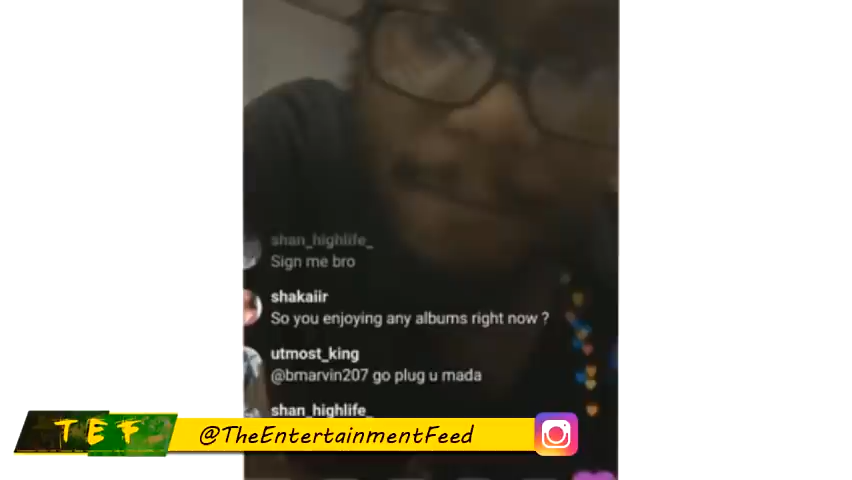 shan_highlife_
Sign me bro
shakaiir
So you enjoying any albums right now ?
utmost_king
@bmarvin207 go plug u mada
shan_highlife_
TEF
@TheEntertainmentFeed